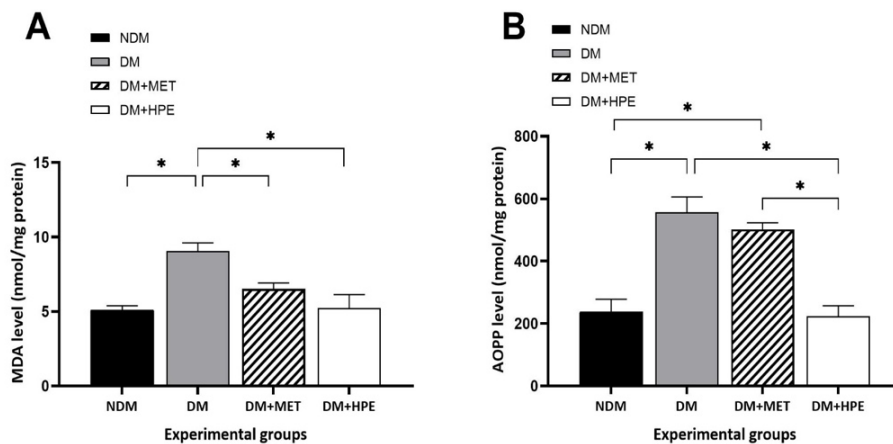 A
NDM
DM
DM+MET
DM+HPE
*
*
*
MDA level (nmol/mg protein)
15
10
5
0
NDM DM DM+MET DM+HPE
Experimental groups
B
NDM
DM
DM+MET
DM+HPE
*
*
*
*
AOPP level (nmol/mg protein)
800
600
400
200
0
NDM DM DM+MET DM+HPE
Experimental groups